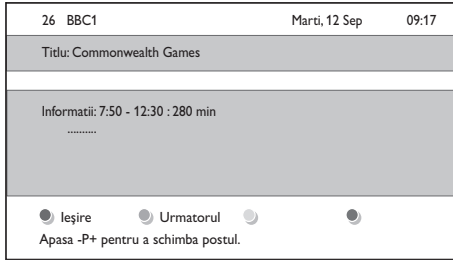 26 BBC1 Marti, 12 Sep 09:17
Titlu: Commonwealth Games
Informatii: 7:50 - 12:30 : 280 min
..........
Ieşire Urmatorul
Apasa -P+ pentru a schimba postul.